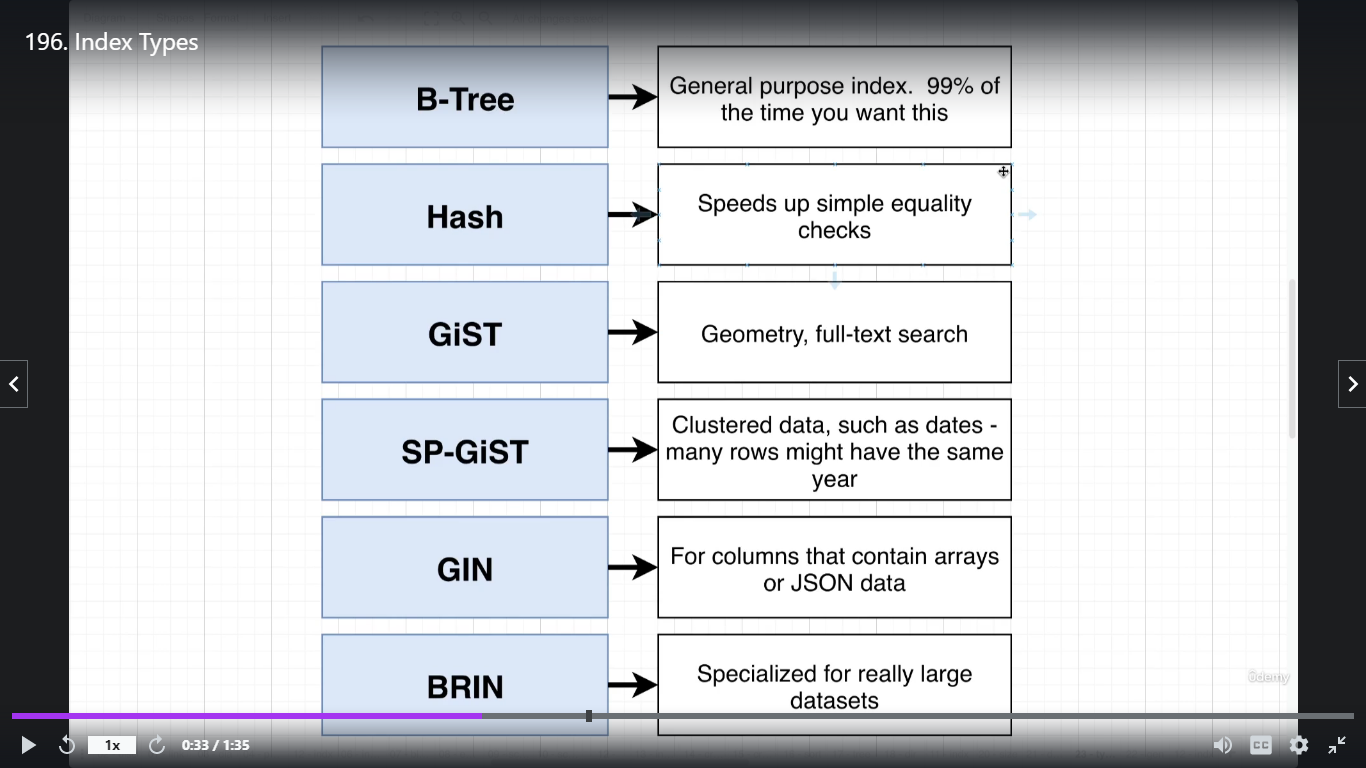 196. Index Types
B-Tree
General purpose index. 99% of
the time you want this
Hash
Speeds up simple equality
checks
GiST
Geometry, full-text search
SP-GiST
Clustered data, such as dates -
many rows might have the same
year
GIN
For columns that contain arrays
or JSON data
BRIN
Specialized for really large
datasets
ûdemy
1x
0:33 / 1:35
CC